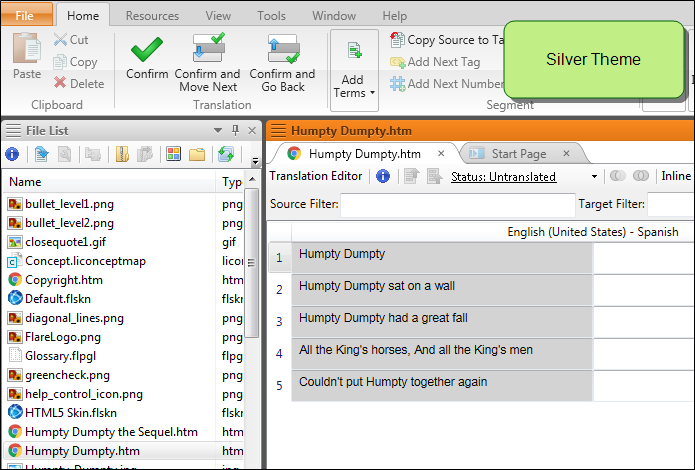 File Home Resources View Tools Window Help
Paste
Cut
Copy
Delete
Clipboard
Confirm
Confirm and Move Next
Confirm and Go Back
Translation
Add Terms
Copy Source to Ta
Add Next Tag
Add Next Number
Segment
Silver Theme
File List
Name Type
bullet_level1.png png
bullet_level2.png png
closequote1.gif gif
Concept.liconceptmap licon
Copyright.htm htm
Default.flskn flskn
diagonal_lines.png png
FlareLogo.png png
Glossary.flpgl flpg
greencheck.png png
help_control_icon.png png
HTML5 Skin.flskn flskn
Humpty Dumpty the Sequel.htm htm
Humpty Dumpty.htm htm
Humpty_Dumpty.jpg jpg
Humpty Dumpty.htm
Humpty Dumpty.htm Start Page
Translation Editor Status: Untranslated Inline
Source Filter: Target Filter:
English (United States) - Spanish
1 Humpty Dumpty
2 Humpty Dumpty sat on a wall
3 Humpty Dumpty had a great fall
4 All the King's horses, And all the King's men
5 Couldn't put Humpty together again